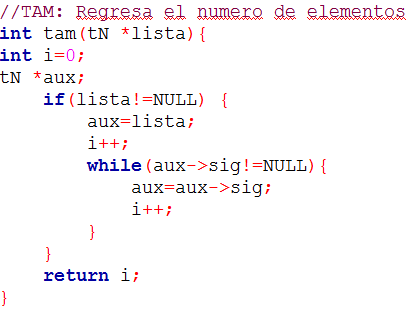 //TAM: Regresa el numero de elementos
int tam(tN *lista){
int i=0;
tN *aux;
    if(lista!=NULL) {
        aux=lista;
        i++;
        while(aux->sig!=NULL){
            aux=aux->sig;
            i++;
        }
    }
    return i;
}